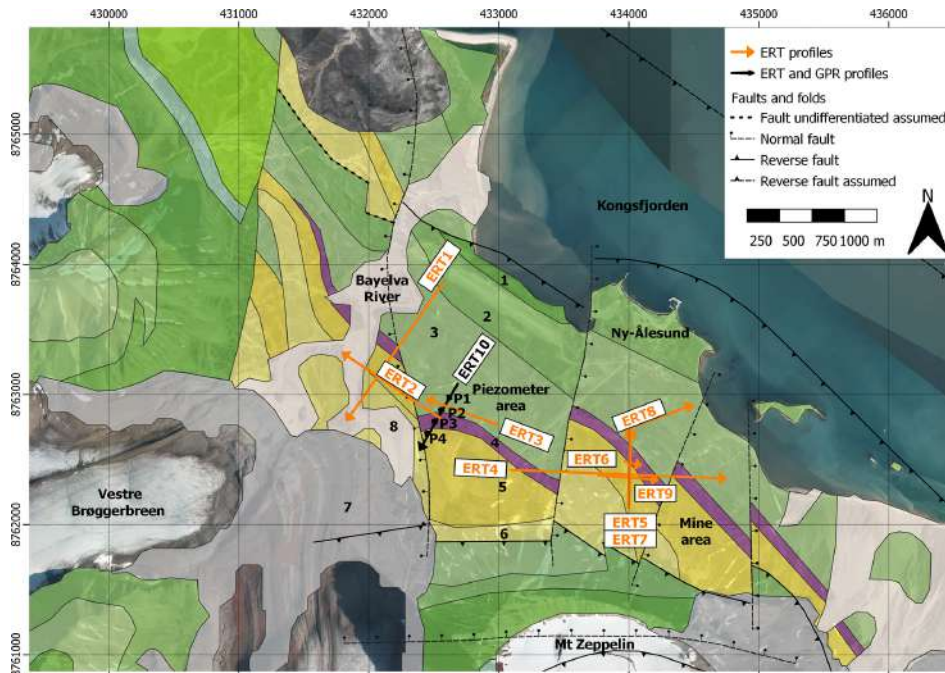 430000 431000 432000 433000 434000 435000 436000
ERT profiles
ERT and GPR profiles
Faults and folds
Fault undifferentiated assumed
Normal fault
Reverse fault
Reverse fault assumed
250 500 750 1000 m
N
8765000
8764000
8763000
8762000
8761000
Kongsfjorden
Bayelva
River
ERT1
1
2
3
Ny-Ålesund
ERT10
ERT2
Piezometer
area
P1
P2
P3
P4
ERT3
ERT8
8
4
ERT4
ERT6
5
ERT9
7
Vestre
Brøggerbreen
ERT5
ERT7
Mine
area
6
Mt Zeppelin